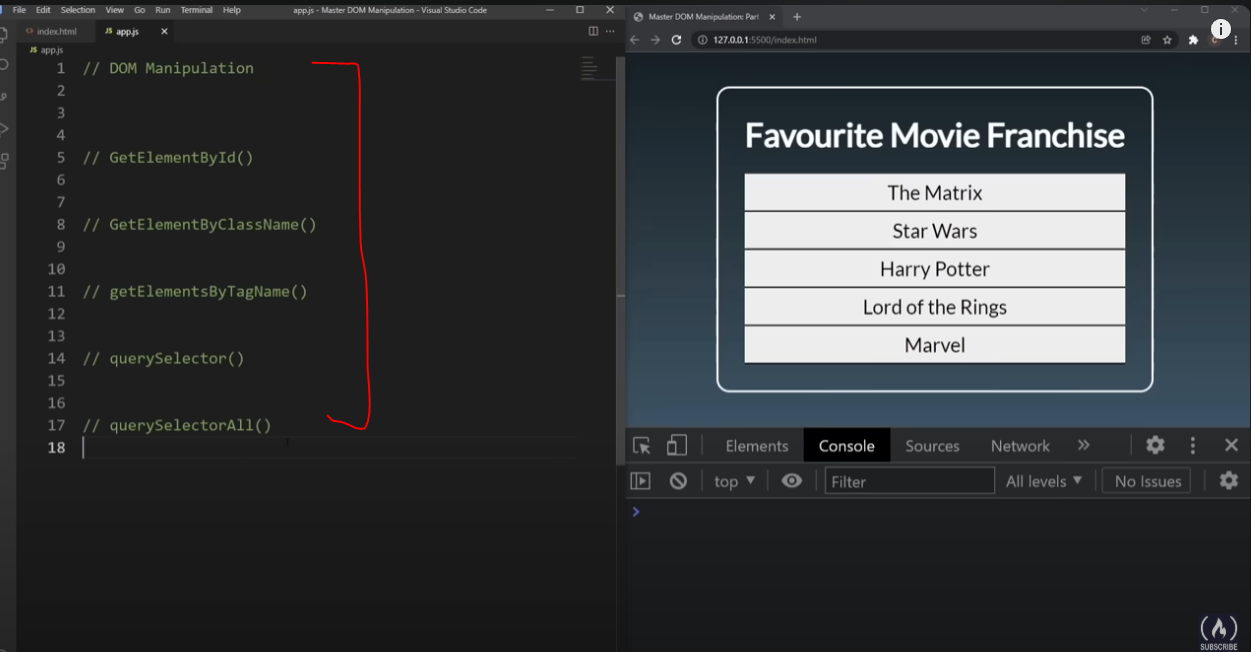 File Edit Selection View Go Run Terminal Help
app.js - Master DOM Manipulation - Visual Studio Code
<> index.html
JS app.js
JS app.js
1 // DOM Manipulation
2
3
4
5 // GetElementById()
6
7
8 // GetElementByClassName()
9
10
11 // getElementsByTagName()
12
13
14 // querySelector()
15
16
17 // querySelectorAll()
18
Master DOM Manipulation: Part
127.0.0.1:5500/index.html
Favourite Movie Franchise
The Matrix
Star Wars
Harry Potter
Lord of the Rings
Marvel
Elements Console Sources Network
top Filter All levels No Issues
SUBSCRIBE